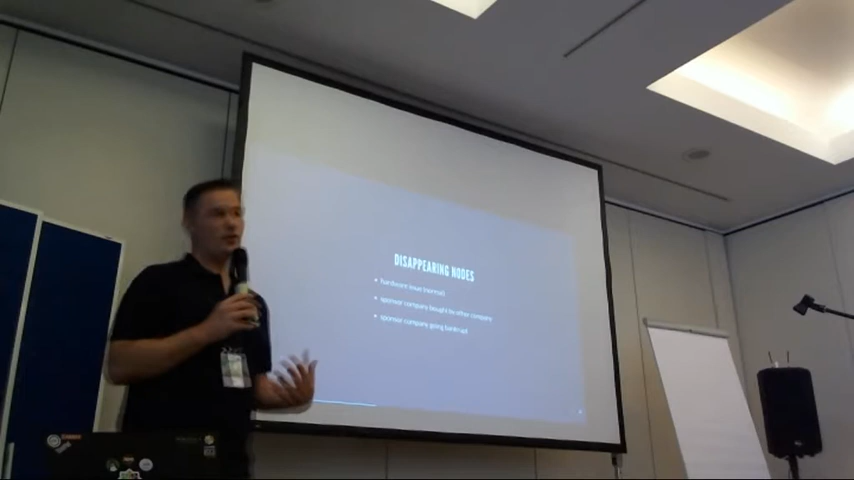 DISAPPEARING NODES
• hardware issue (normal)
• sponsor company bought by other company
• sponsor company going bankrupt